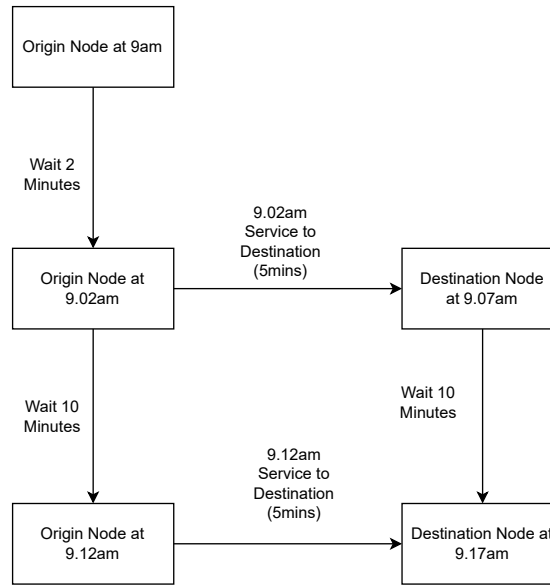 Origin Node at 9am
Wait 2
Minutes
9.02am
Service to
Destination
(5mins)
Origin Node at
9.02am
Destination Node
at 9.07am
Wait 10
Minutes
Wait 10
Minutes
9.12am
Service to
Destination
(5mins)
Origin Node at
9.12am
Destination Node at
9.17am